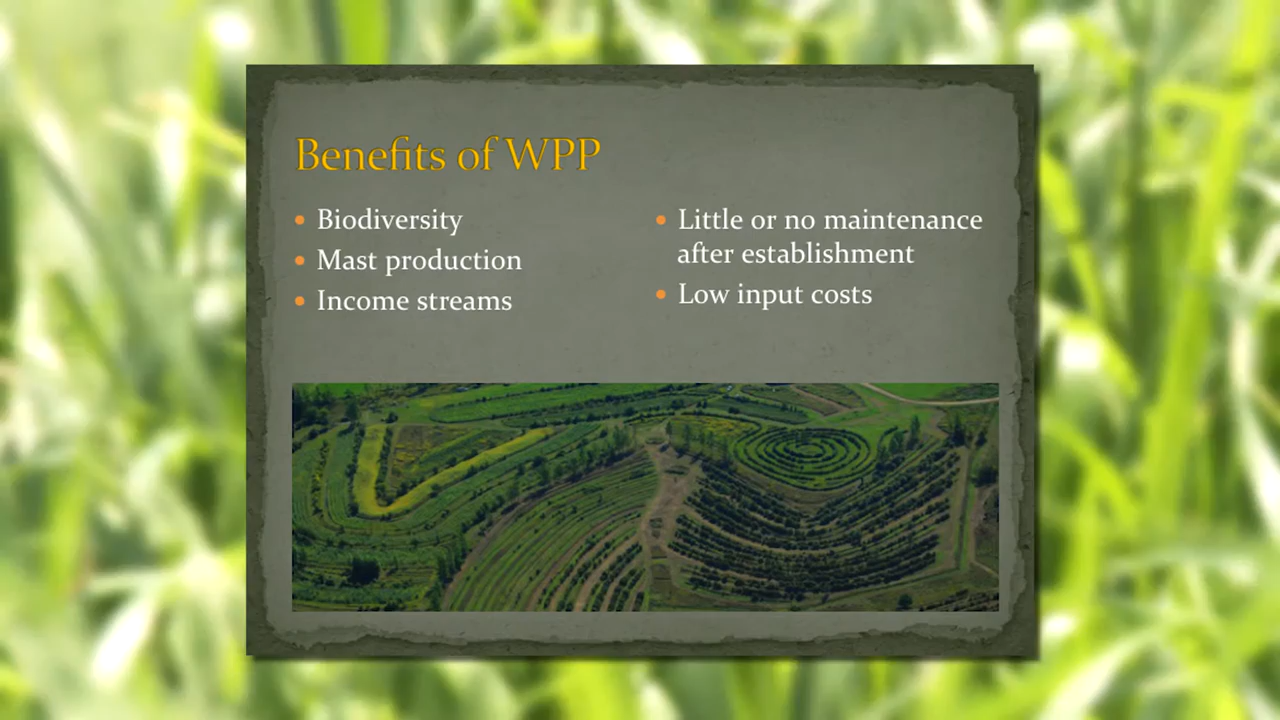 Benefits of WPP
Biodiversity
Mast production
Income streams
Little or no maintenance
after establishment
Low input costs